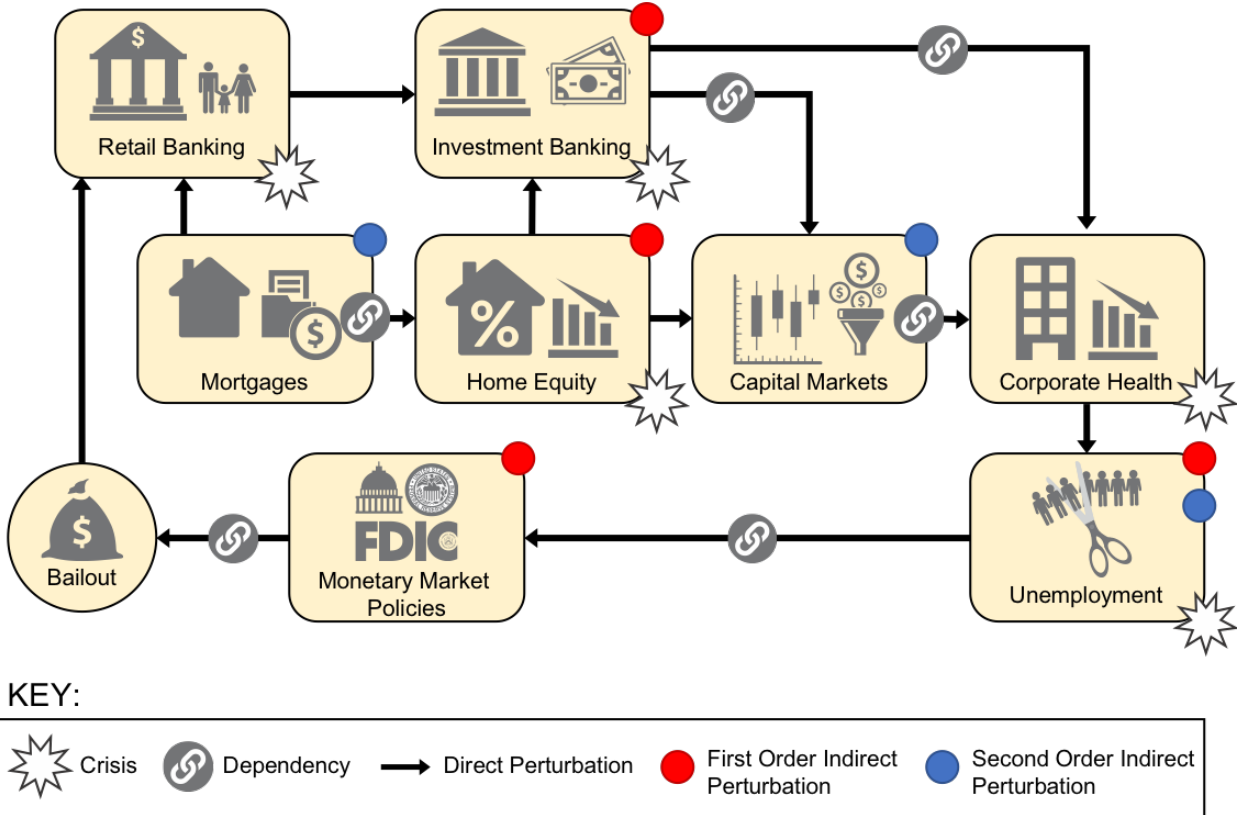 $
Retail Banking
Investment Banking
$
Mortgages
%
Home Equity
$
$ $
$
Capital Markets
Corporate Health
$
Bailout
FDIC
Monetary Market
Policies
Unemployment
KEY:
Crisis
Dependency
Direct Perturbation
First Order Indirect
Perturbation
Second Order Indirect
Perturbation